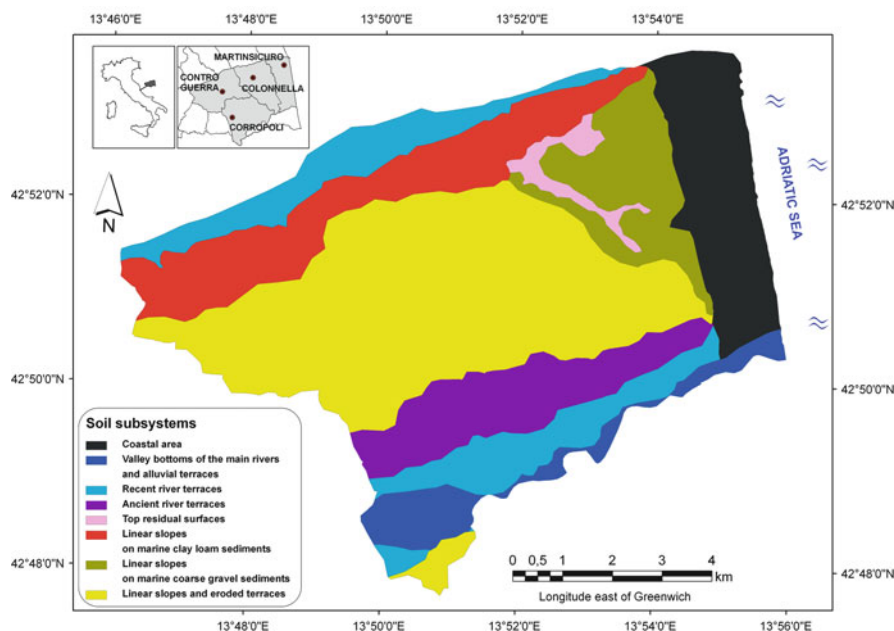 13°46'0"E 13°50'0"E 13°52'0"E 13°54'0"E
MARTINSICURO
CONTRO
GUERRA
COLONNELLA
CORROPOLI
ADRIATIC SEA
42°52'0"N
42°52'0"N
N
42°50'0"N
42°50'0"N
Soil subsystems
Coastal area
Valley bottoms of the main rivers
and alluvial terraces
Recent river terraces
Ancient river terraces
Top residual surfaces
Linear slopes
on marine clay loam sediments
Linear slopes
on marine coarse gravel sediments
Linear slopes and eroded terraces
42°48'0"N
42°48'0"N
0 0,5 1 2 3 4
km
Longitude east of Greenwich
13°48'0"E 13°50'0"E 13°52'0"E 13°54'0"E 13°56'0"E